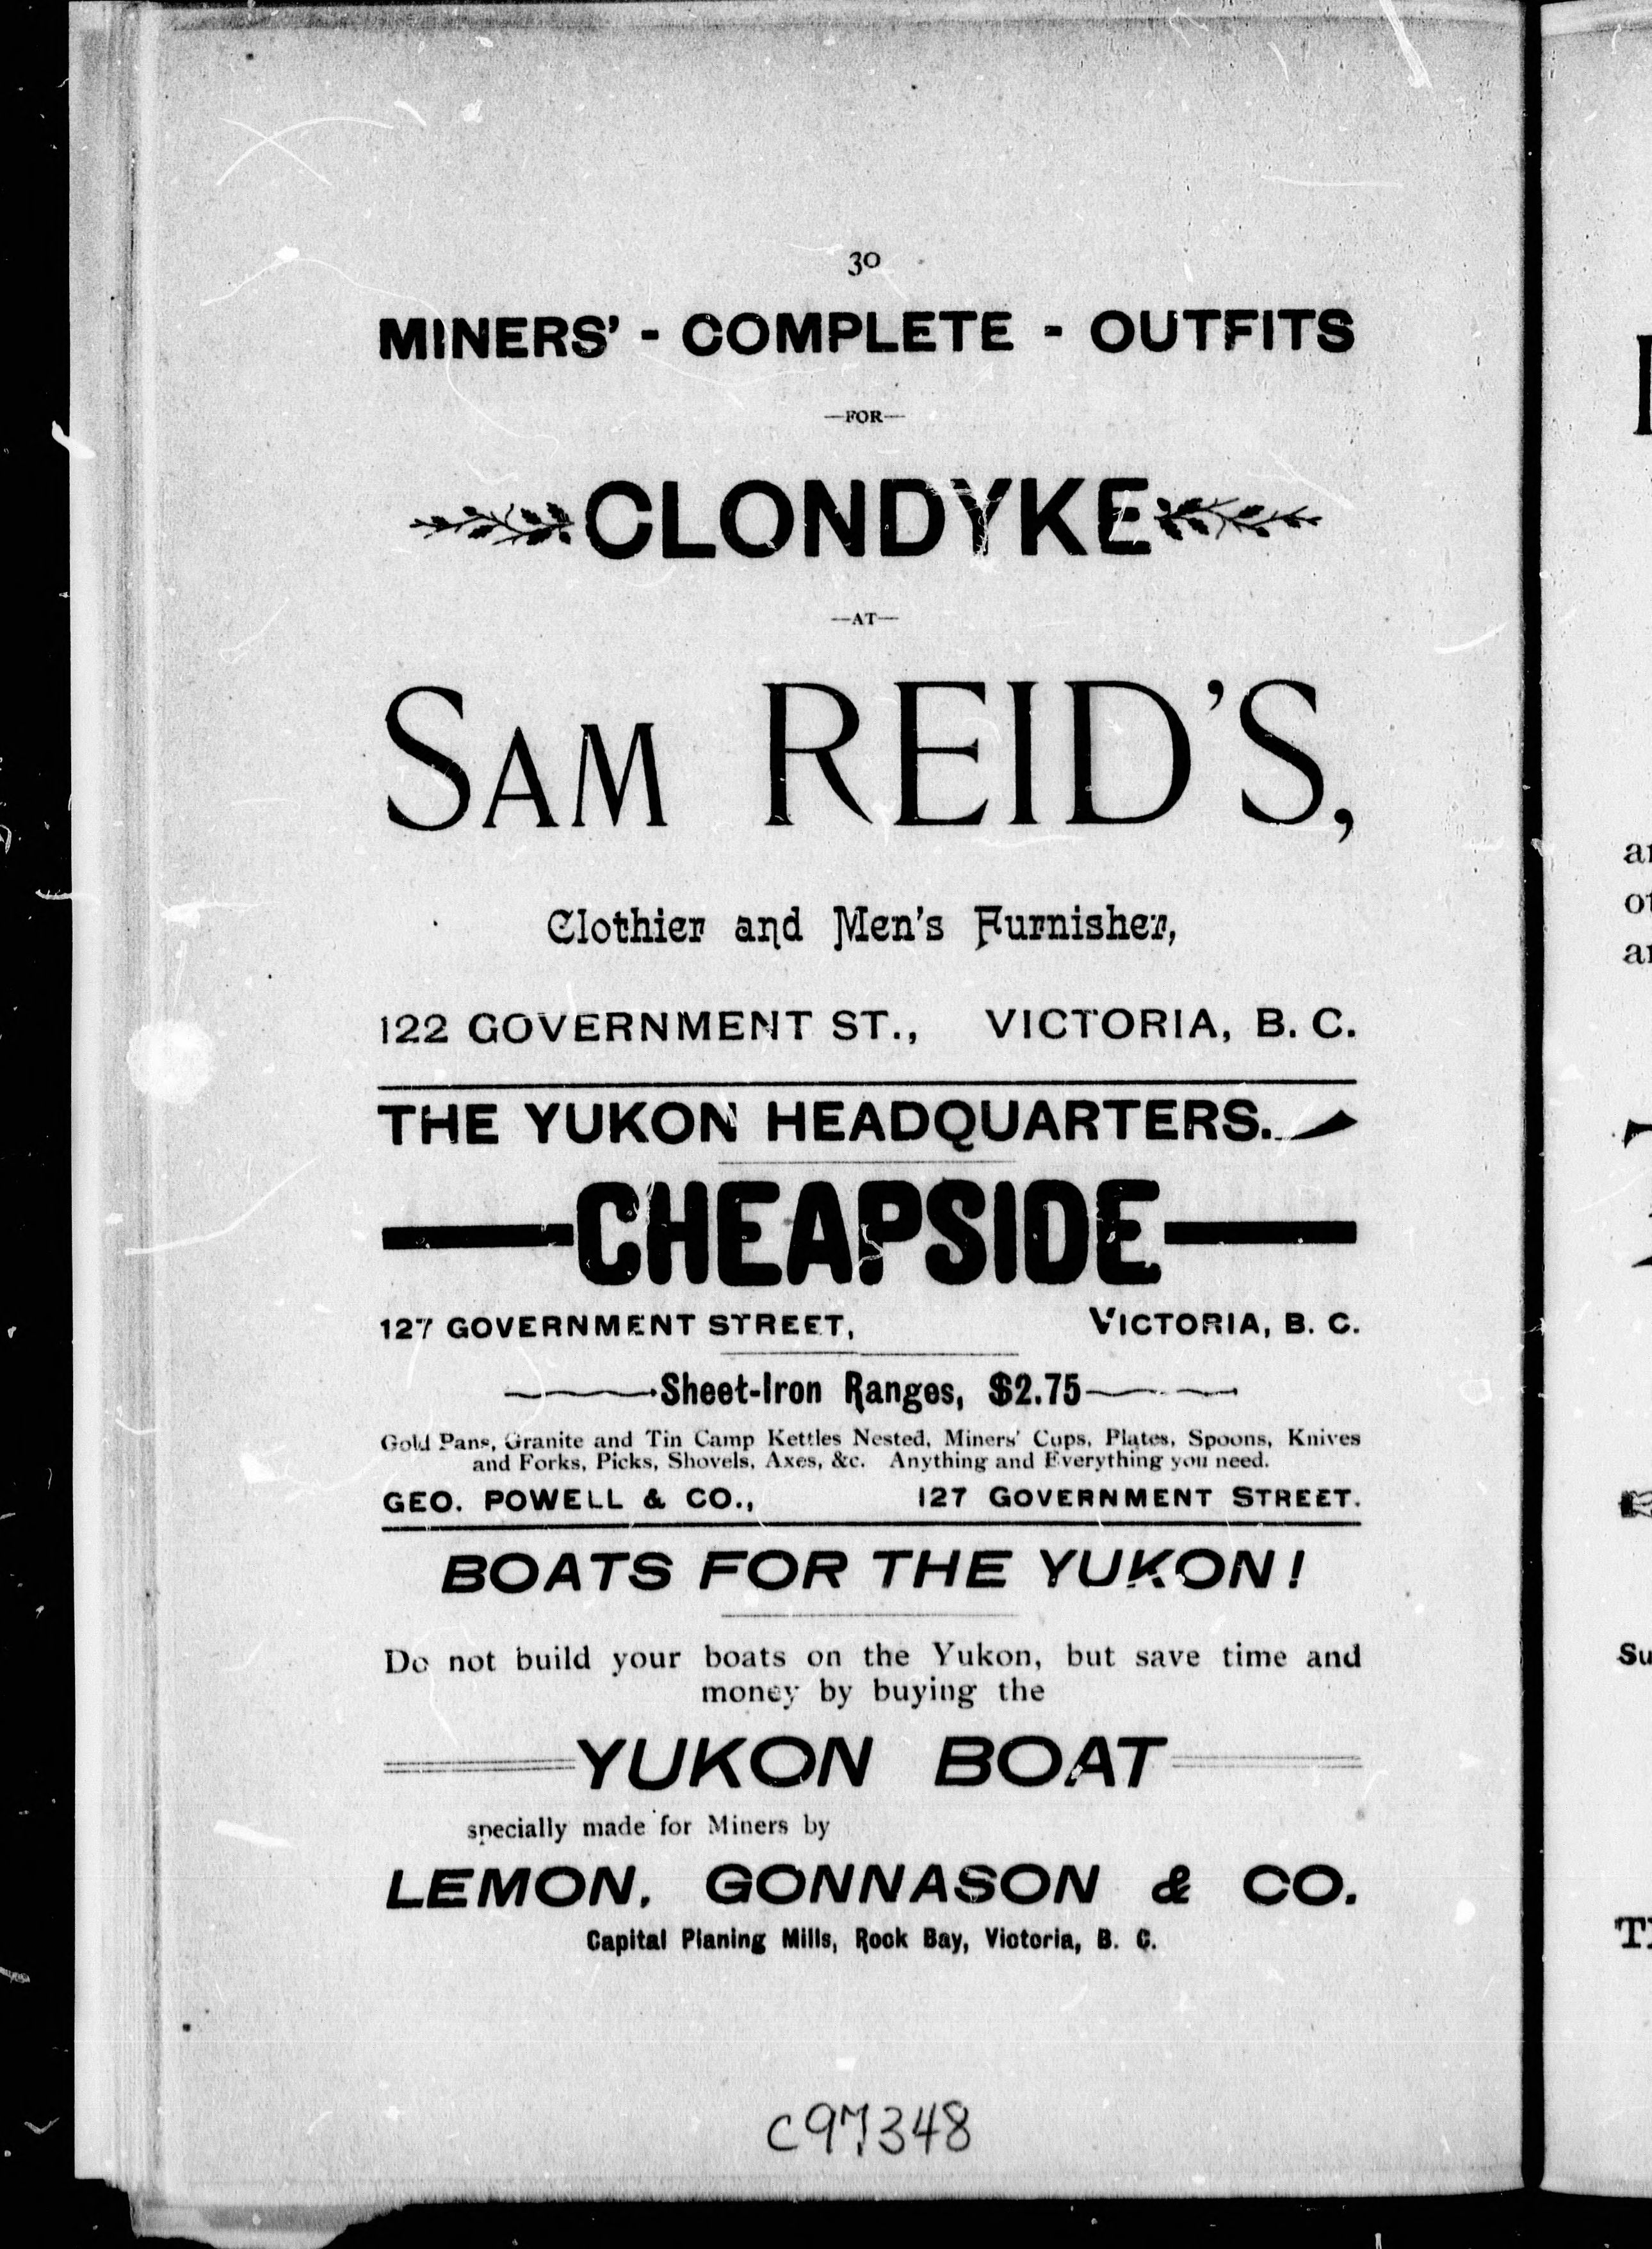 30
MINERS' - COMPLETE - OUTFITS
—FOR—
CLONDYKE
—AT—
SAM REID'S,
Clothier and Men's Furnisher,
122 GOVERNMENT ST., VICTORIA, B. C.
THE YUKON HEADQUARTERS.
CHEAPSIDE
127 GOVERNMENT STREET, VICTORIA, B. C.
Sheet-Iron Ranges, $2.75
Gold Pans, Granite and Tin Camp Kettles Nested, Miners' Cups, Plates, Spoons, Knives
and Forks, Picks, Shovels, Axes, &c. Anything and Everything you need.
GEO. POWELL & CO., 127 GOVERNMENT STREET.
BOATS FOR THE YUKON!
Do not build your boats on the Yukon, but save time and
money by buying the
YUKON BOAT
specially made for Miners by
LEMON, GONNASON & CO.
Capital Planing Mills, Rock Bay, Victoria, B. C.
C97348